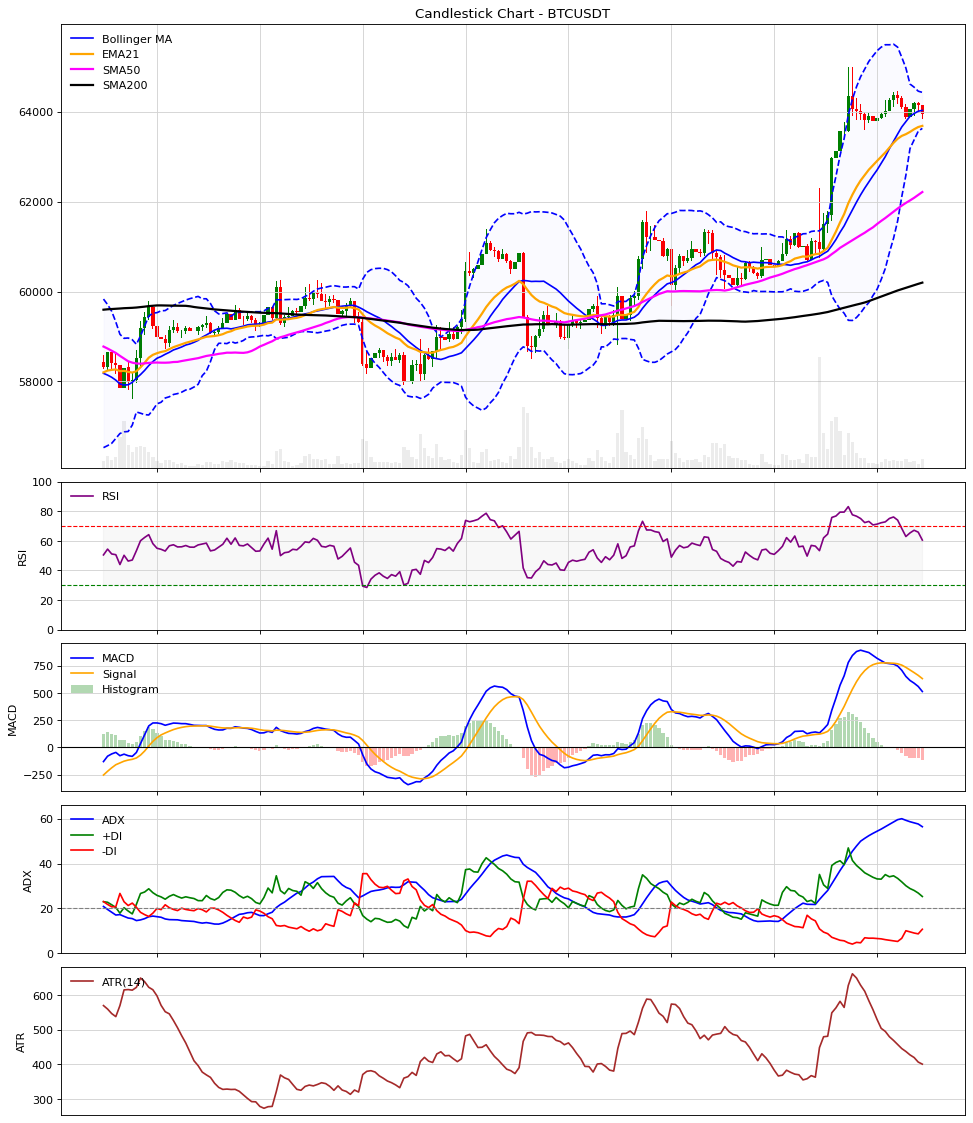 Candlestick Chart - BTCUSDT
Bollinger MA
EMA21
SMA50
SMA200
64000
62000
60000
58000
100
80
60
40
20
0
RSI
RSI
750
500
250
0
−250
MACD
MACD
Signal
Histogram
60
40
20
0
ADX
ADX
+DI
-DI
600
500
400
300
ATR
ATR(14)